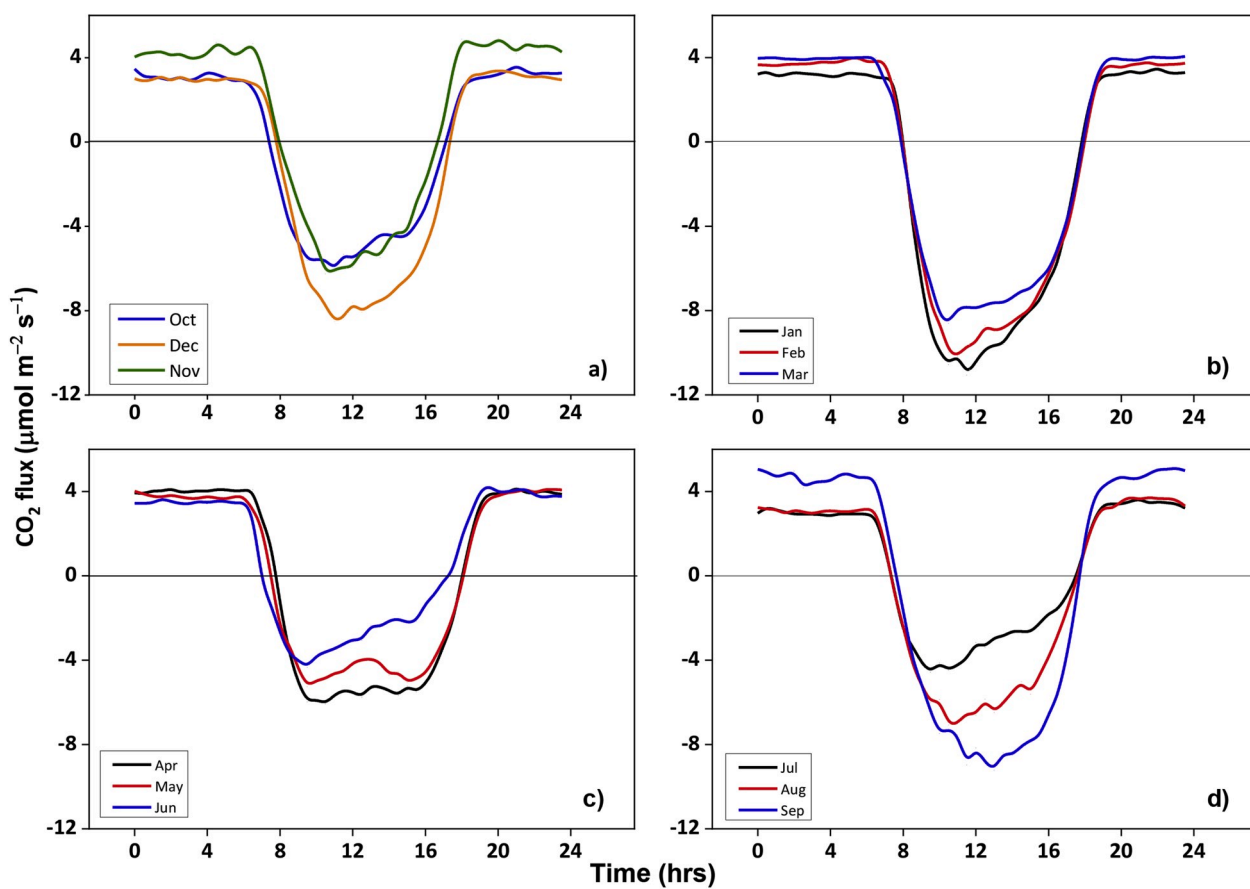 4
0
-4
-8
-12
0 4 8 12 16 20 24
Oct
Dec
Nov
a)
4
0
-4
-8
-12
0 4 8 12 16 20 24
Jan
Feb
Mar
b)
CO₂ flux (μmol m⁻² s⁻¹)
4
0
-4
-8
-12
0 4 8 12 16 20 24
Apr
May
Jun
c)
4
0
-4
-8
-12
0 4 8 12 16 20 24
Jul
Aug
Sep
d)
Time (hrs)